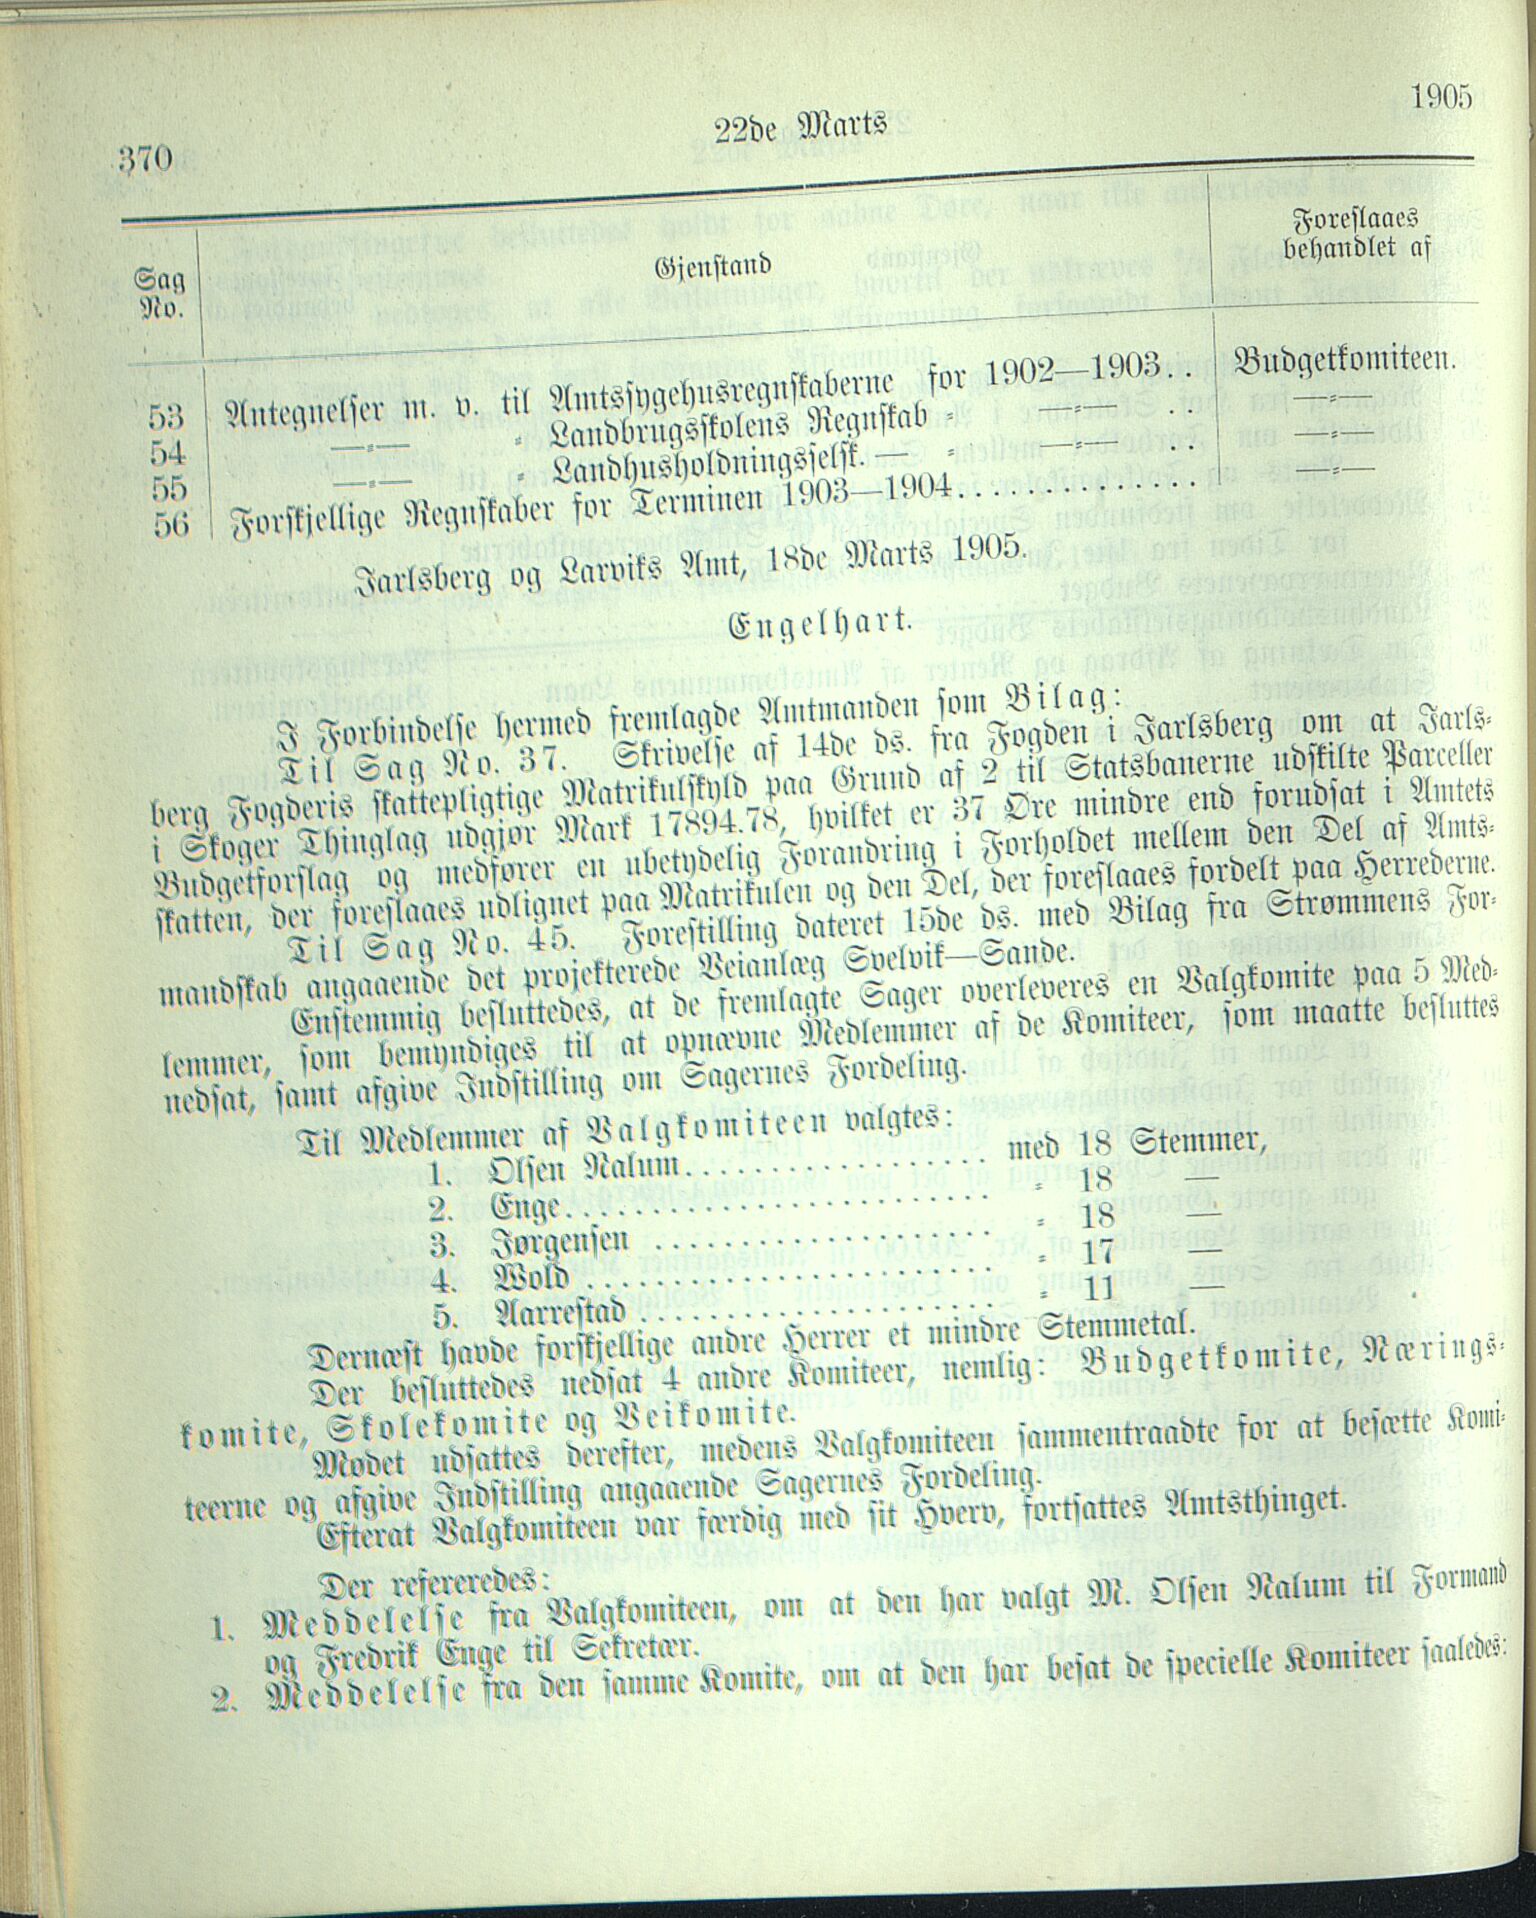 370 22de Marts 1905
Sag No. Gjenstand Foreslaaes behandlet af
53 Antegnelser m. v. til Amtssygehusregnskaberne for 1902—1903.. Budgetkomiteen.
54 —„— „ Landbrugsskolens Regnskab „ —„— .. —„—
55 —„— „ Landhusholdningsselsk. — „ —„— .. —„—
56 Forskjellige Regnskaber for Terminen 1903—1904.............. —„—
Jarlsberg og Larviks Amt, 18de Marts 1905.
Engelhart.
I Forbindelse hermed fremlagde Amtmanden som Bilag:
Til Sag No. 37. Skrivelse af 14de ds. fra Fogden i Jarlsberg om at Jarls-
berg Fogderis skattepligtige Matrikulskyld paa Grund af 2 til Statsbanerne udskilte Parceller
i Skoger Thinglag udgjør Mark 17894.78, hvilket er 37 Øre mindre end forudsat i Amtets
Budgetforslag og medfører en ubetydelig Forandring i Forholdet mellem den Del af Amts-
skatten, der foreslaaes udlignet paa Matrikulen og den Del, der foreslaaes fordelt paa Herrederne.
Til Sag No. 45. Forestilling dateret 15de ds. med Bilag fra Strømmens For-
mandskab angaaende det projekterede Veianlæg Svelvik—Sande.
Enstemmig besluttedes, at de fremlagte Sager overleveres en Valgkomite paa 5 Med-
lemmer, som bemyndiges til at opnævne Medlemmer af de Komiteer, som maatte besluttes
nedsat, samt afgive Indstilling om Sagernes Fordeling.
Til Medlemmer af Valgkomiteen valgtes:
1. Olsen Nalum.................. med 18 Stemmer,
2. Enge......................... „ 18 —
3. Jørgensen .................... „ 18 —
4. Wold ........................ „ 17 —
5. Aarrestad ..................... „ 11 —
Dernæst havde forskjellige andre Herrer et mindre Stemmetal.
Der besluttedes nedsat 4 andre Komiteer, nemlig: Budgetkomite, Nærings-
komite, Skolekomite og Veikomite.
Mødet udsattes derefter, medens Valgkomiteen sammentraadte for at besætte Komi-
teerne og afgive Indstilling angaaende Sagernes Fordeling.
Efterat Valgkomiteen var færdig med sit Hverv, fortsattes Amtsthinget.
Der refereredes:
1. Meddelelse fra Valgkomiteen, om at den har valgt M. Olsen Nalum til Formand
og Fredrik Enge til Sekretær.
2. Meddelelse fra den samme Komite, om at den har besat de specielle Komiteer saaledes: